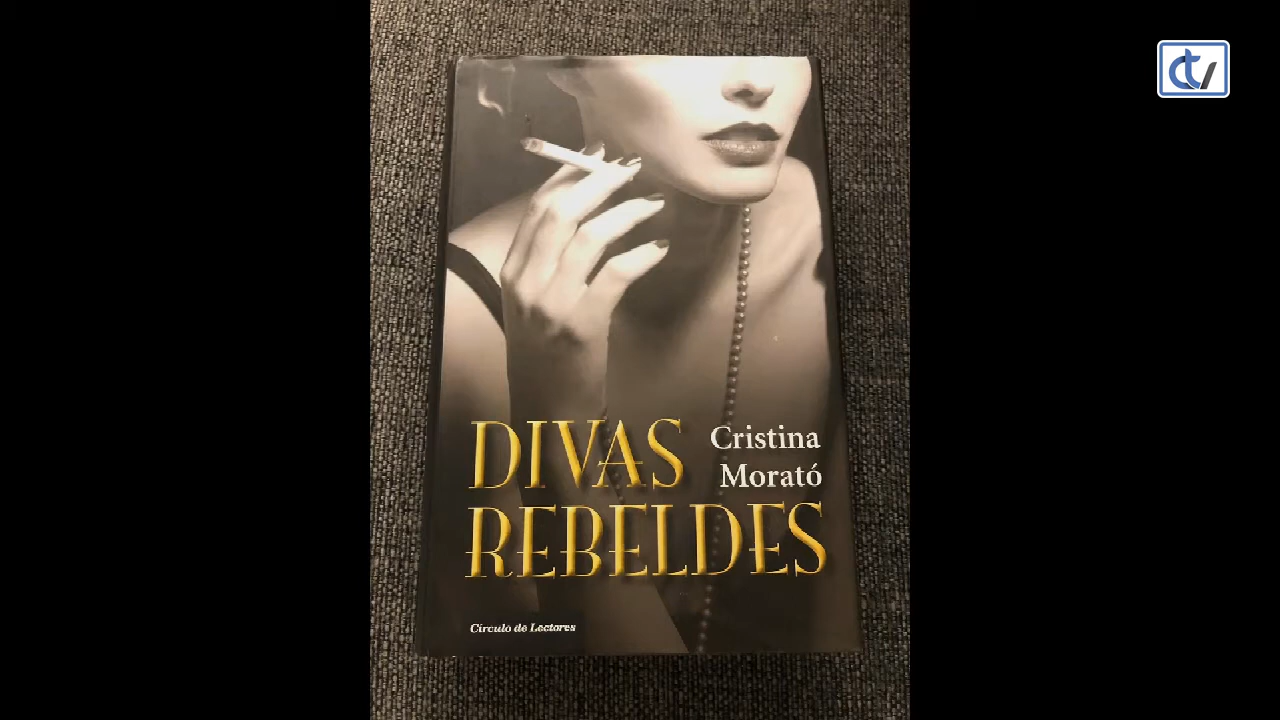 DIVAS
REBELDES
Cristina
Morató
Círculo de Lectores